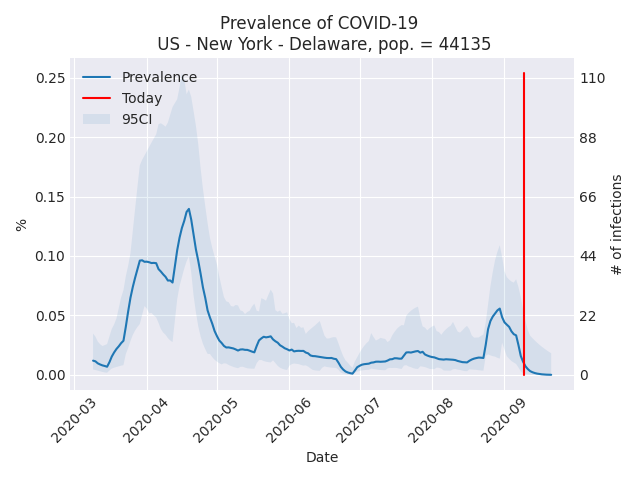 Prevalence of COVID-19
US - New York - Delaware, pop. = 44135
Prevalence
Today
95CI
0.25
0.20
0.15
0.10
0.05
0.00
%
110
88
66
44
22
0
# of infections
2020-03
2020-04
2020-05
2020-06
2020-07
2020-08
2020-09
Date